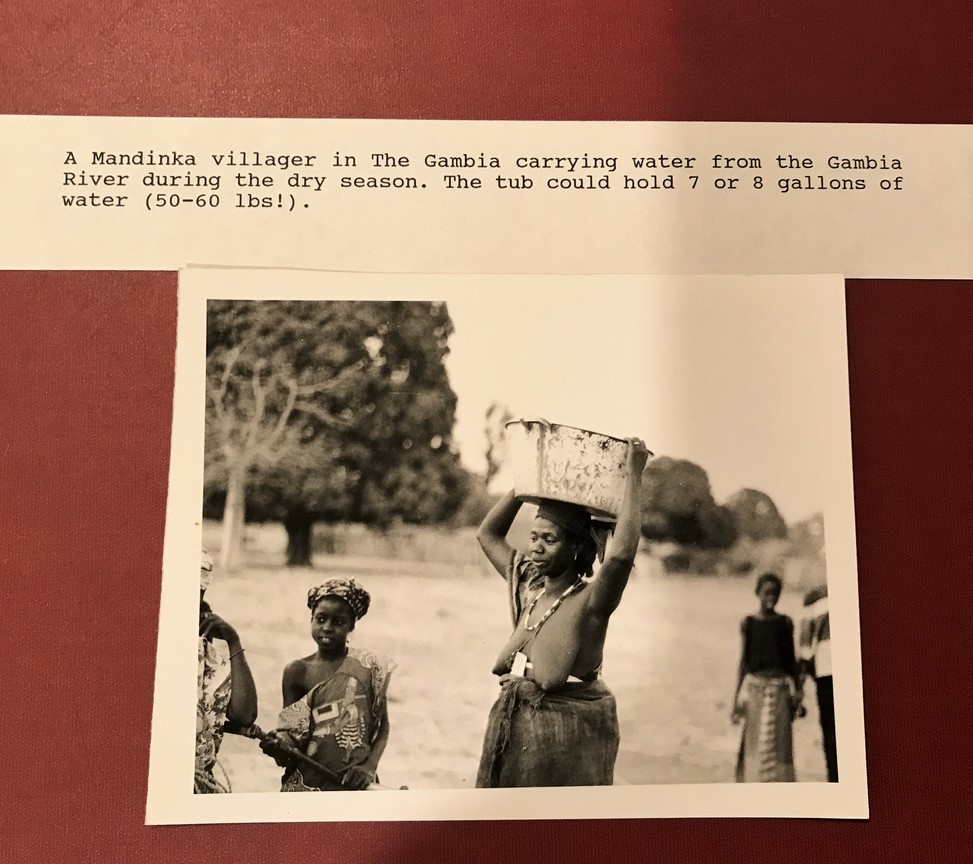 A Mandinka villager in The Gambia carrying water from the Gambia
River during the dry season. The tub could hold 7 or 8 gallons of
water (50-60 lbs!).